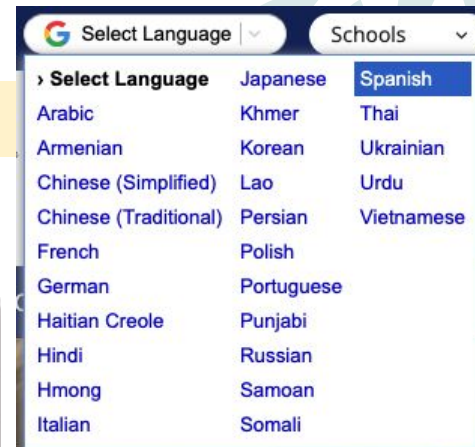 Select Language
Schools
› Select Language
Arabic
Armenian
Chinese (Simplified)
Chinese (Traditional)
French
German
Haitian Creole
Hindi
Hmong
Italian
Japanese
Khmer
Korean
Lao
Persian
Polish
Portuguese
Punjabi
Russian
Samoan
Somali
Spanish
Thai
Ukrainian
Urdu
Vietnamese